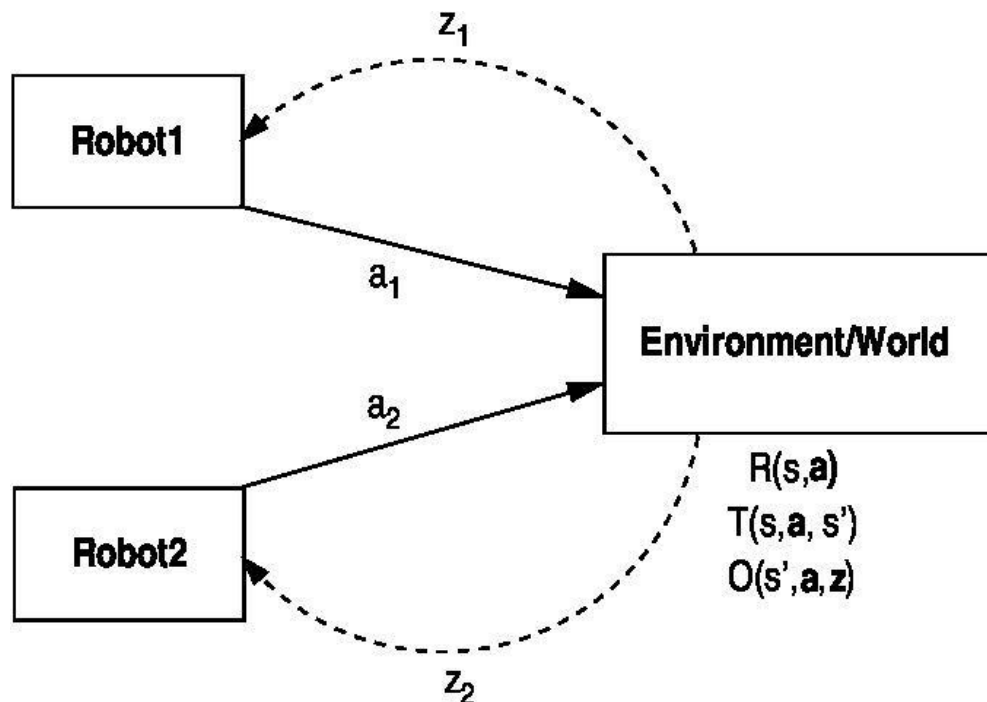 z₁
Robot1
a₁
Environment/World
a₂
R(s,a)
T(s,a, s’)
O(s’,a,z)
Robot2
z₂